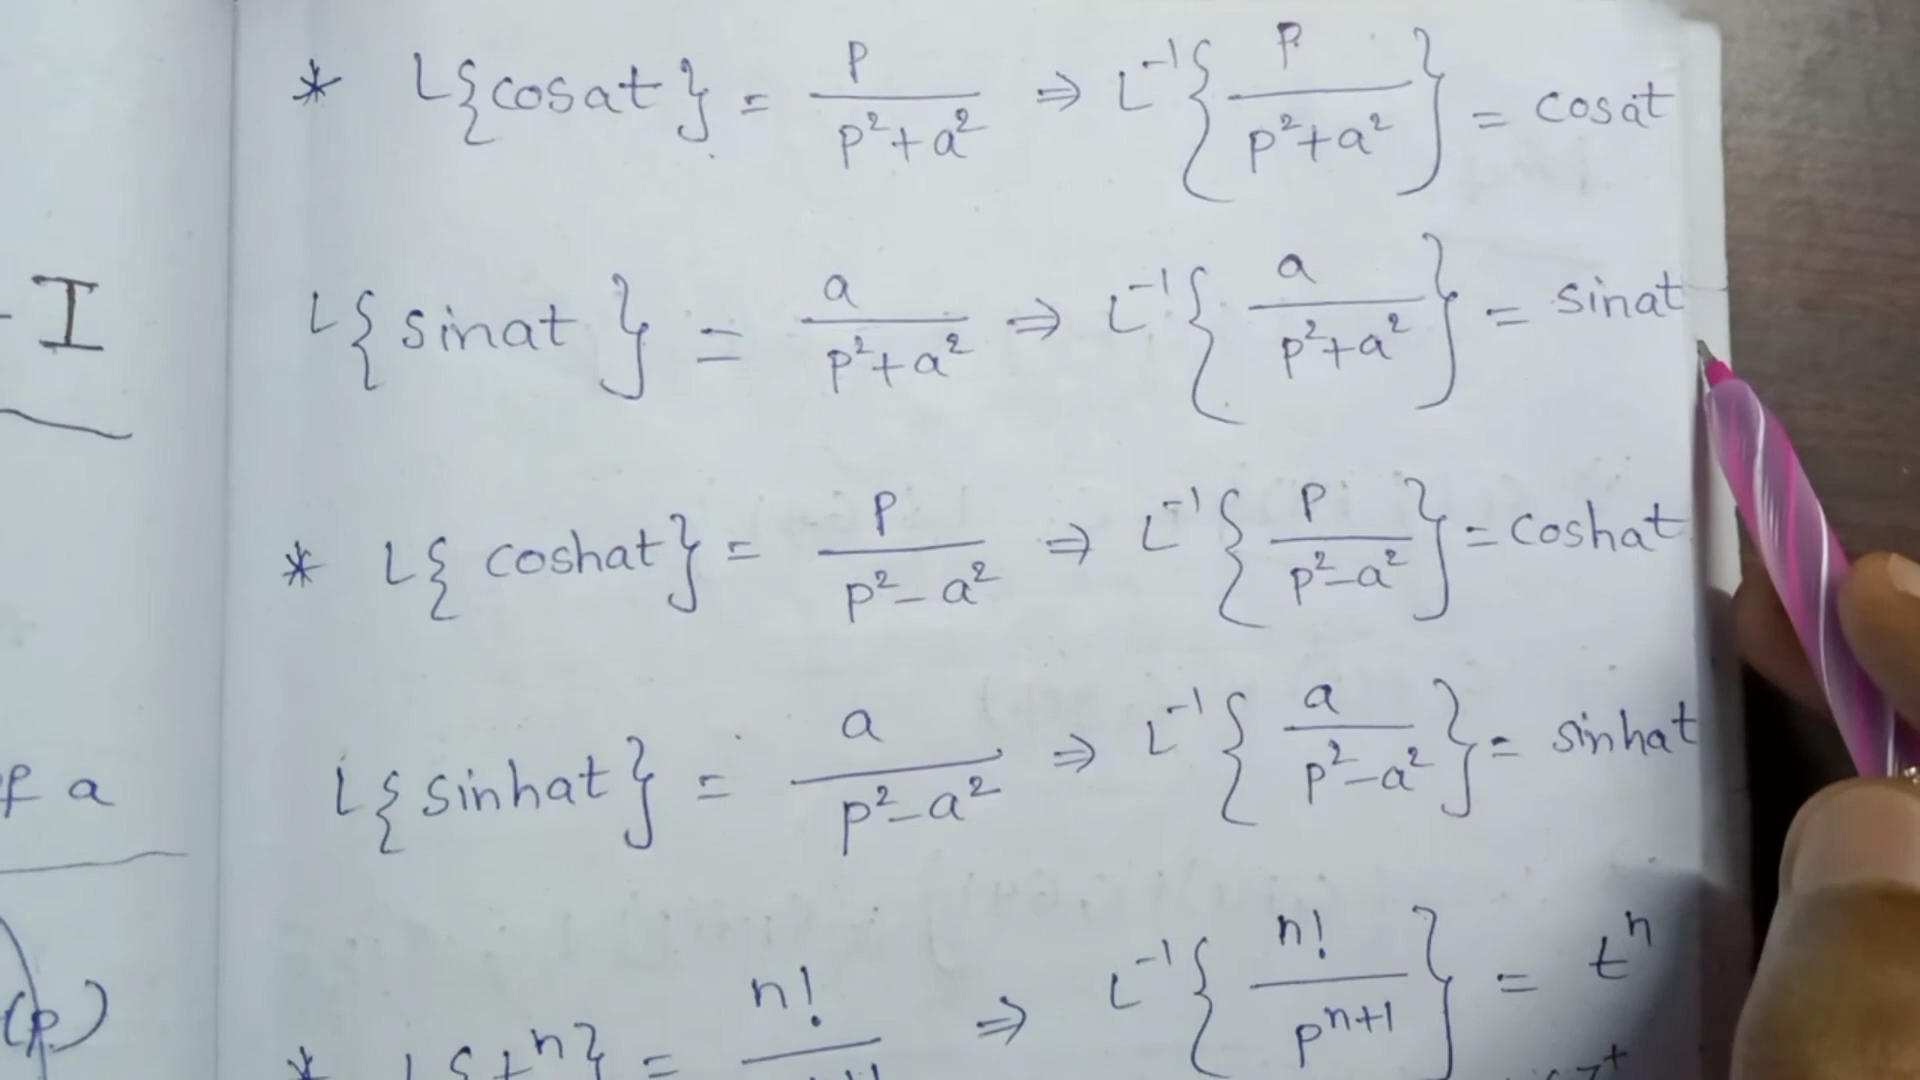 * L{cosat} = p/(p²+a²) ⇒ L⁻¹{p/(p²+a²)} = cosat
L{sinat} = a/(p²+a²) ⇒ L⁻¹{a/(p²+a²)} = sinat
* L{coshat} = p/(p²-a²) ⇒ L⁻¹{p/(p²-a²)} = coshat
L{sinhat} = a/(p²-a²) ⇒ L⁻¹{a/(p²-a²)} = sinhat
* L{tⁿ} = n! ⇒ L⁻¹{n!/pⁿ⁺¹} = tⁿ
-I
f a
(p)